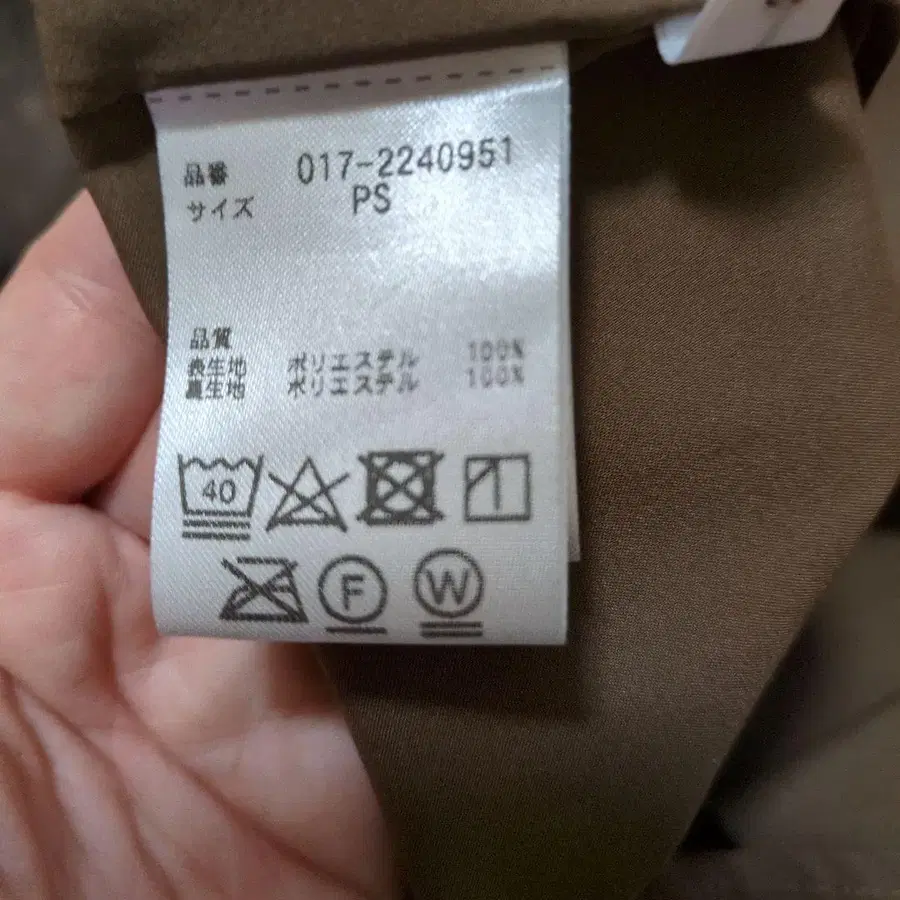 品番 017-2240951
サイズ PS
品質
表生地 ポリエステル 100%
裏生地 ポリエステル 100%
40
F W